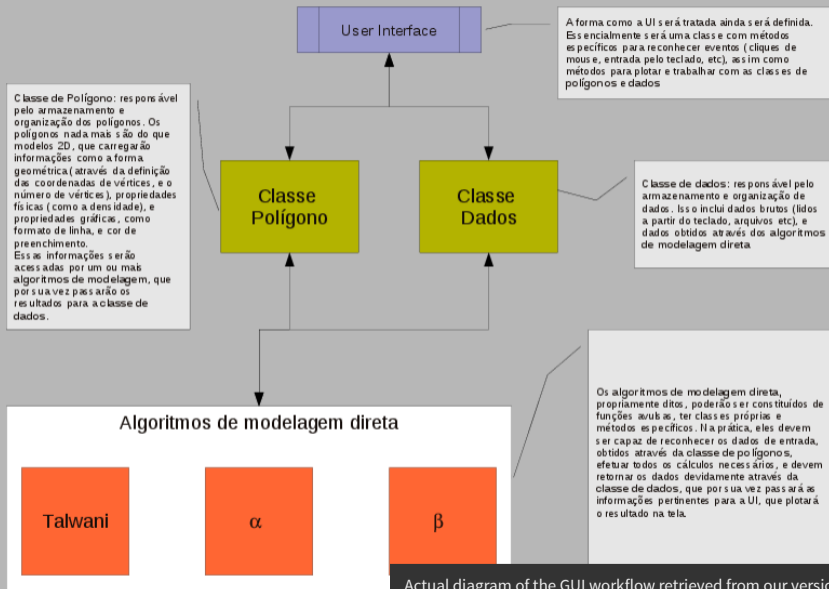 User Interface
A forma como a UI será tratada ainda será definida.
Essencialmente será uma classe com métodos
específicos para reconhecer eventos (cliques de
mouse, entrada pelo teclado, etc), assim como
métodos para plotar e trabalhar com as classes de
polígonos e dados
Classe de Polígono: responsável
pelo armazenamento e
organização dos polígonos. Os
polígonos nada mais são do que
modelos 2D, que carregarão
informações como a forma
geométrica (através da definição
das coordenadas de vértices, e o
número de vértices), propriedades
físicas (como a densidade), e
propriedades gráficas, como
formato de linha, e cor de
preenchimento.
Essas informações serão
acessadas por um ou mais
algoritmos de modelagem, que
por sua vez passarão os
resultados para a classe de
dados.
Classe
Polígono
Classe
Dados
Classe de dados: responsável pelo
armazenamento e organização de
dados. Isso inclui dados brutos (lidos
a partir do teclado, arquivos etc), e
dados obtidos através dos algoritmos
de modelagem direta
Os algoritmos de modelagem direta,
propriamente ditos, poderão ser constituídos de
funções avulsas, ter classes próprias e
métodos específicos. Na prática, eles devem
ser capaz de reconhecer os dados de entrada,
obtidos através da classe de polígonos,
efetuar todos os cálculos necessários, e devem
retornar os dados devidamente através da
classe de dados, que por sua vez passará as
informações pertinentes para a UI, que plotará
o resultado na tela.
Algoritmos de modelagem direta
Talwani
α
β
Actual diagram of the GUI workflow retrieved from our versio